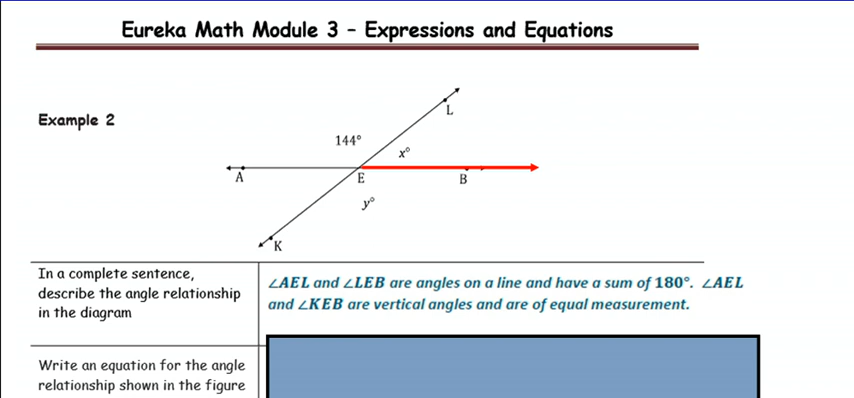 Eureka Math Module 3 – Expressions and Equations
Example 2
L
144°
x°
A
E
B
y°
K
In a complete sentence,
describe the angle relationship
in the diagram
∠AEL and ∠LEB are angles on a line and have a sum of 180°. ∠AEL
and ∠KEB are vertical angles and are of equal measurement.
Write an equation for the angle
relationship shown in the figure